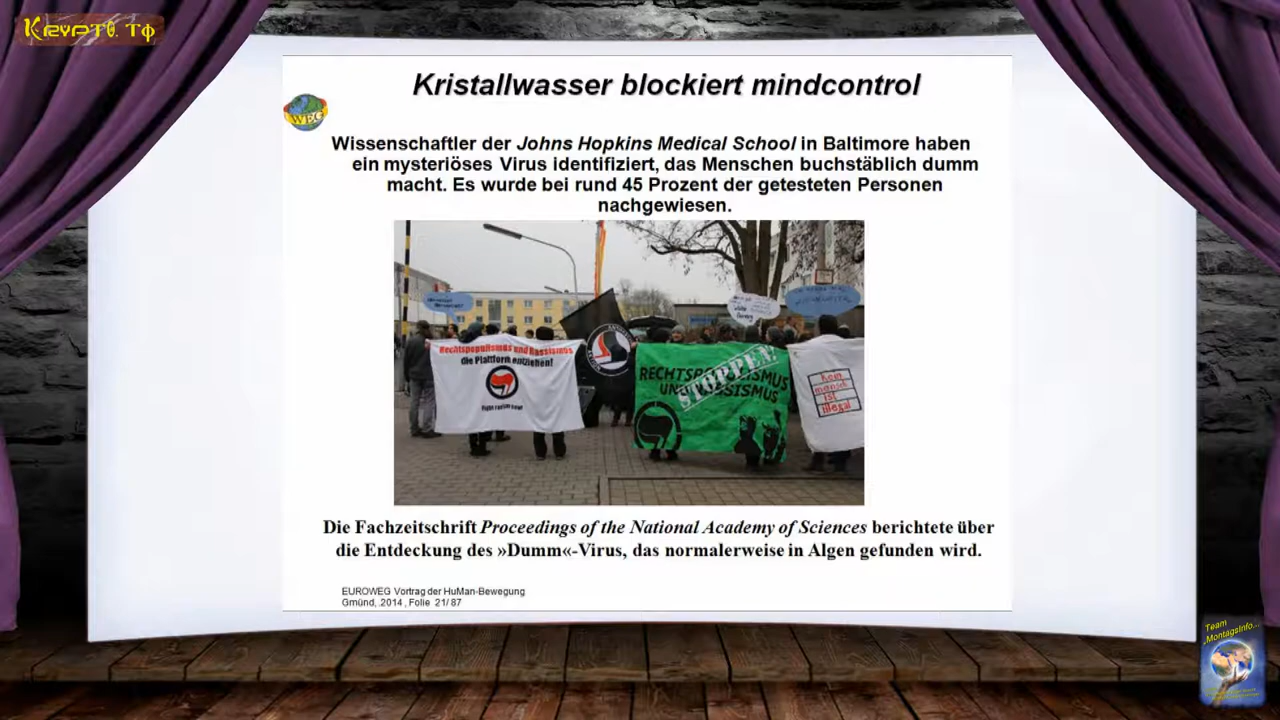 Krypto.TΦ
Kristallwasser blockiert mindcontrol
WEG
Wissenschaftler der Johns Hopkins Medical School in Baltimore haben
ein mysteriöses Virus identifiziert, das Menschen buchstäblich dumm
macht. Es wurde bei rund 45 Prozent der getesteten Personen
nachgewiesen.
Rechtspopulismus und Rassismus
die Plattform entziehen!
fight racism now!
STOPPEN!
RECHTSPOPULISMUS
UND RASSISMUS
Kein
mensch
ist
illegal
Die Fachzeitschrift Proceedings of the National Academy of Sciences berichtete über
die Entdeckung des »Dumm«-Virus, das normalerweise in Algen gefunden wird.
EUROWEG Vortrag der HuMan-Bewegung
Gmünd, .2014 , Folie 21/ 87
Team
„MontagsInfo...